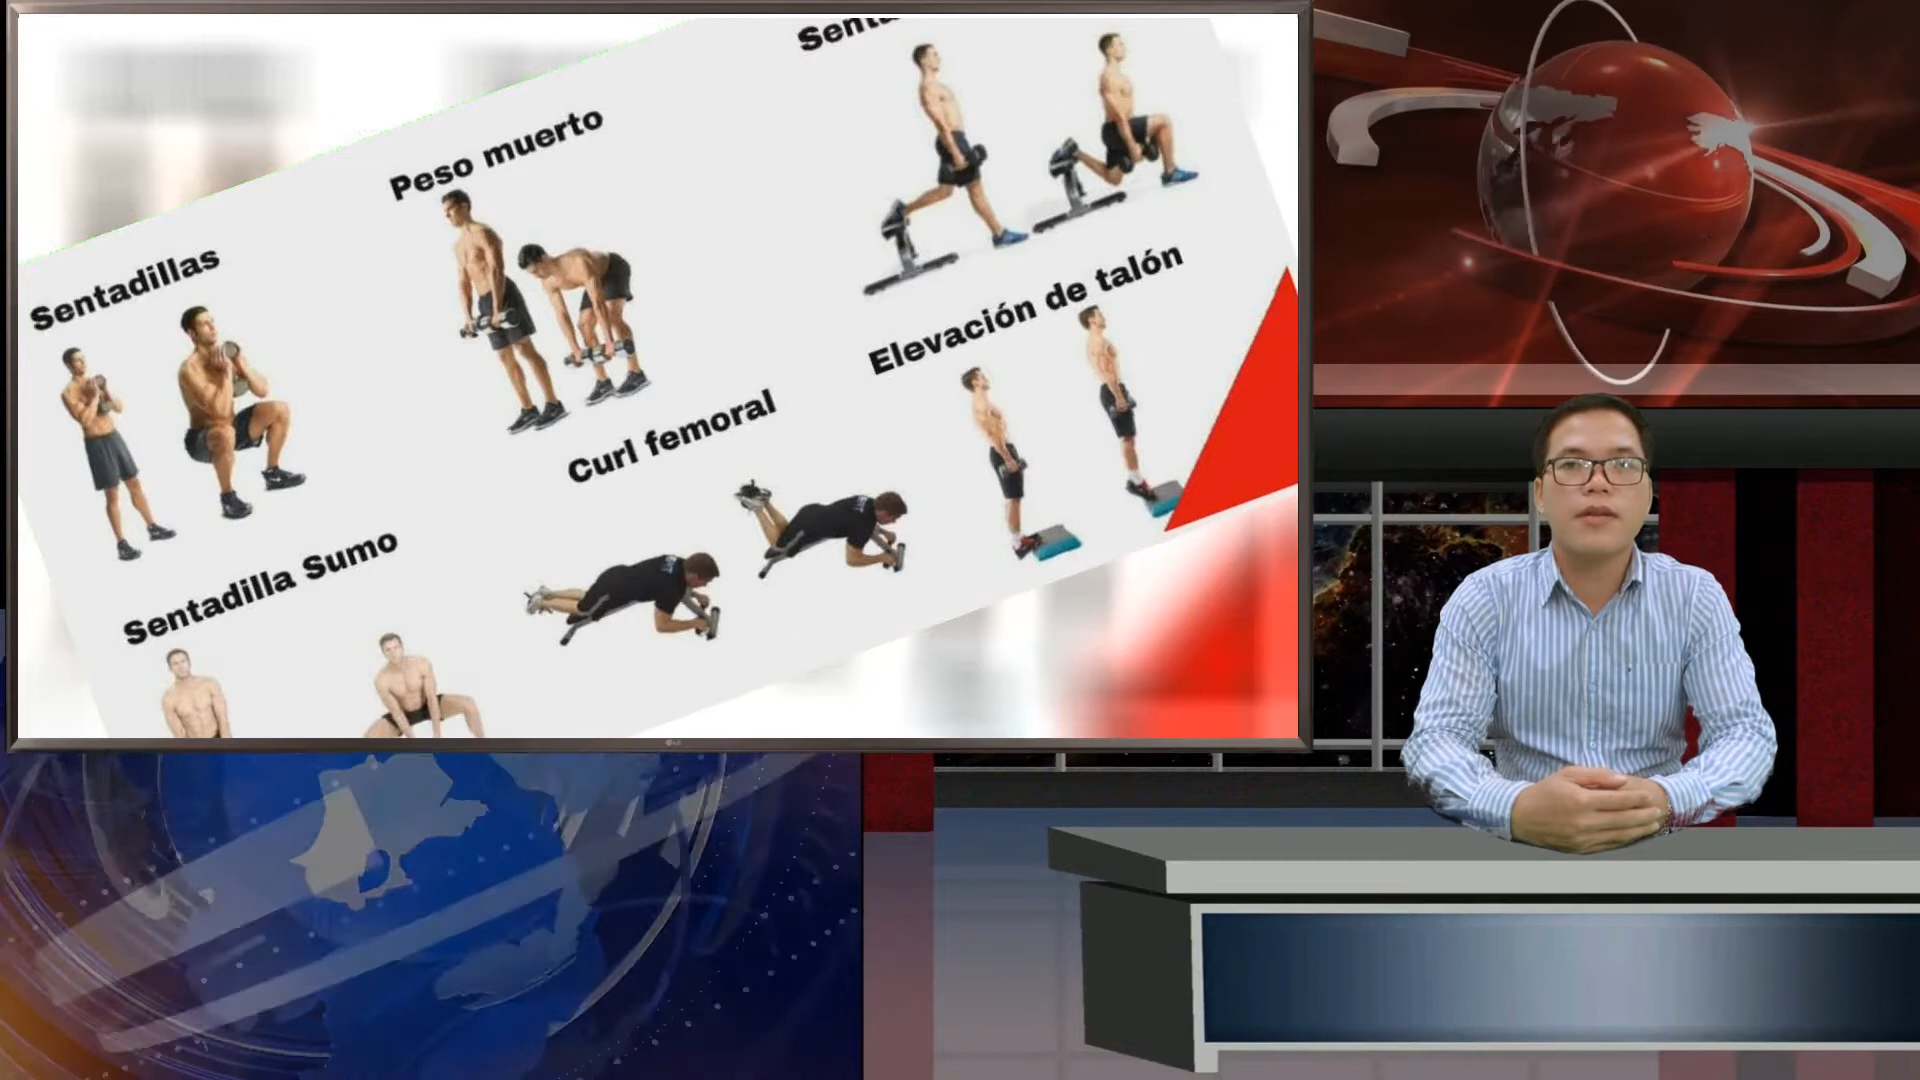 Peso muerto
Sentadillas
Elevación de talón
Curl femoral
Sentadilla Sumo